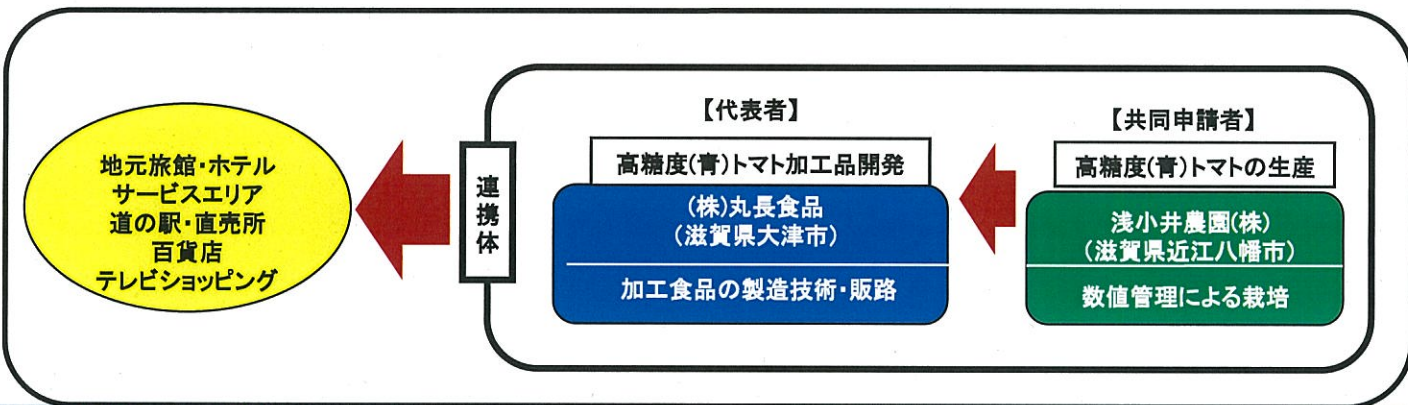 地元旅館・ホテル
サービスエリア
道の駅・直売所
百貨店
テレビショッピング
連携体
【代表者】
高糖度(青)トマト加工品開発
(株)丸長食品
(滋賀県大津市)
加工食品の製造技術・販路
【共同申請者】
高糖度(青)トマトの生産
浅小井農園(株)
(滋賀県近江八幡市)
数値管理による栽培